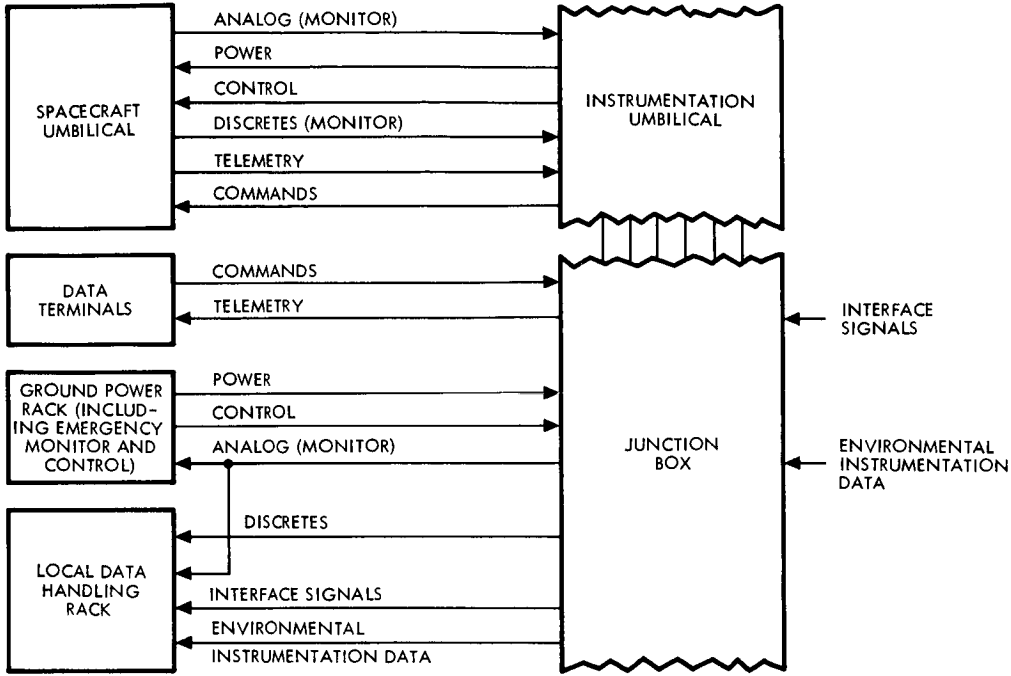 SPACECRAFT
UMBILICAL
ANALOG (MONITOR)
POWER
CONTROL
DISCRETES (MONITOR)
TELEMETRY
COMMANDS
INSTRUMENTATION
UMBILICAL
DATA
TERMINALS
COMMANDS
TELEMETRY
GROUND POWER
RACK (INCLUD-
ING EMERGENCY
MONITOR AND
CONTROL)
POWER
CONTROL
ANALOG (MONITOR)
LOCAL DATA
HANDLING
RACK
DISCRETES
INTERFACE SIGNALS
ENVIRONMENTAL
INSTRUMENTATION DATA
JUNCTION
BOX
INTERFACE
SIGNALS
ENVIRONMENTAL
INSTRUMENTATION
DATA